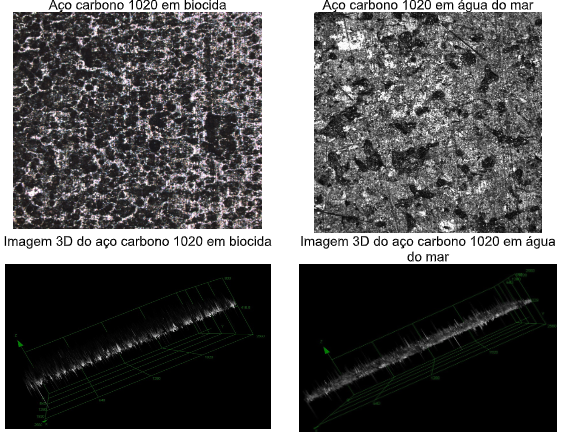 Aço carbono 1020 em biocida
Aço carbono 1020 em água do mar
Imagem 3D do aço carbono 1020 em biocida
Imagem 3D do aço carbono 1020 em água
do mar